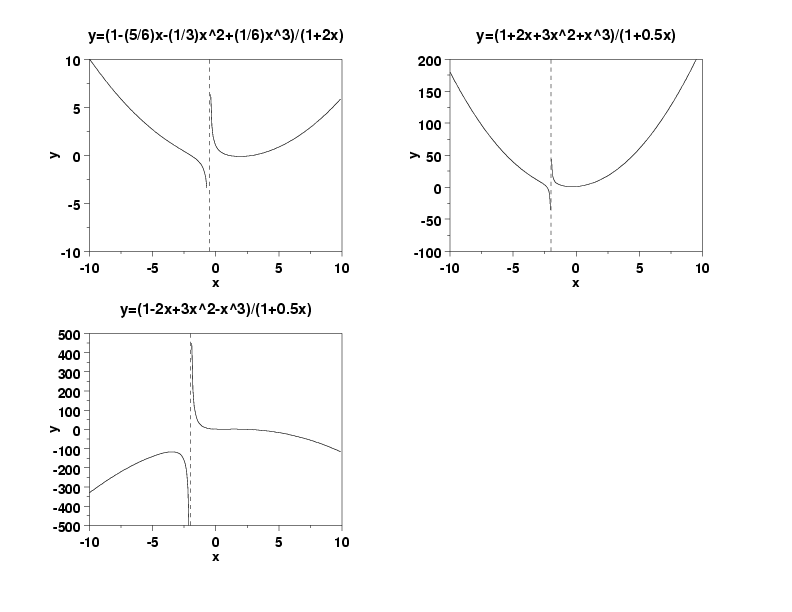 y=(1-(5/6)x-(1/3)x^2+(1/6)x^3)/(1+2x)
10
5
0
-5
-10
y
-10 -5 0 5 10
x
y=(1+2x+3x^2+x^3)/(1+0.5x)
200
150
100
50
0
-50
-100
y
-10 -5 0 5 10
x
y=(1-2x+3x^2-x^3)/(1+0.5x)
500
400
300
200
100
0
-100
-200
-300
-400
-500
y
-10 -5 0 5 10
x